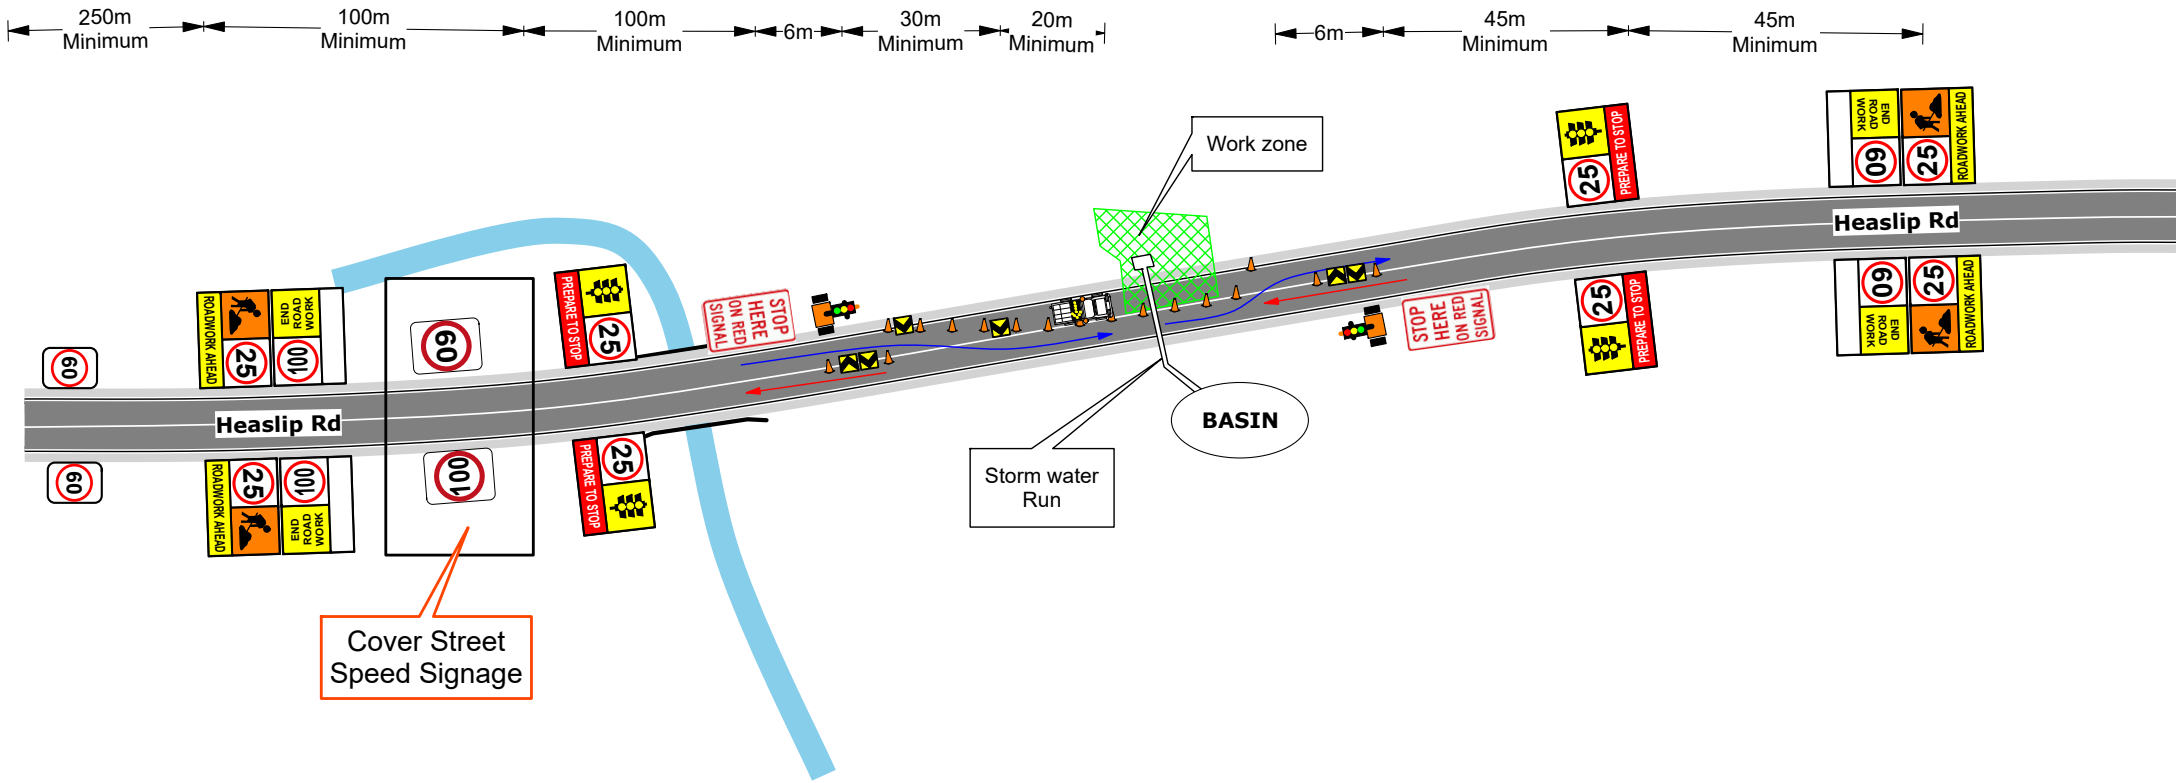 250m
Minimum
100m
Minimum
100m
Minimum
6m
30m
Minimum
20m
Minimum
6m
45m
Minimum
45m
Minimum
Work zone
PREPARE TO STOP
25
END
ROAD
WORK
60
25
ROADWORK AHEAD
Heaslip Rd
60
25
END
ROAD
WORK
ROADWORK AHEAD
25
PREPARE TO STOP
STOP
HERE
ON RED
SIGNAL
STOP
HERE
ON RED
SIGNAL
PREPARE TO STOP
25
60
ROADWORK AHEAD
25
END
ROAD
WORK
100
60
Heaslip Rd
60
ROADWORK AHEAD
25
100
END
ROAD
WORK
100
PREPARE TO STOP
25
BASIN
Storm water
Run
Cover Street
Speed Signage